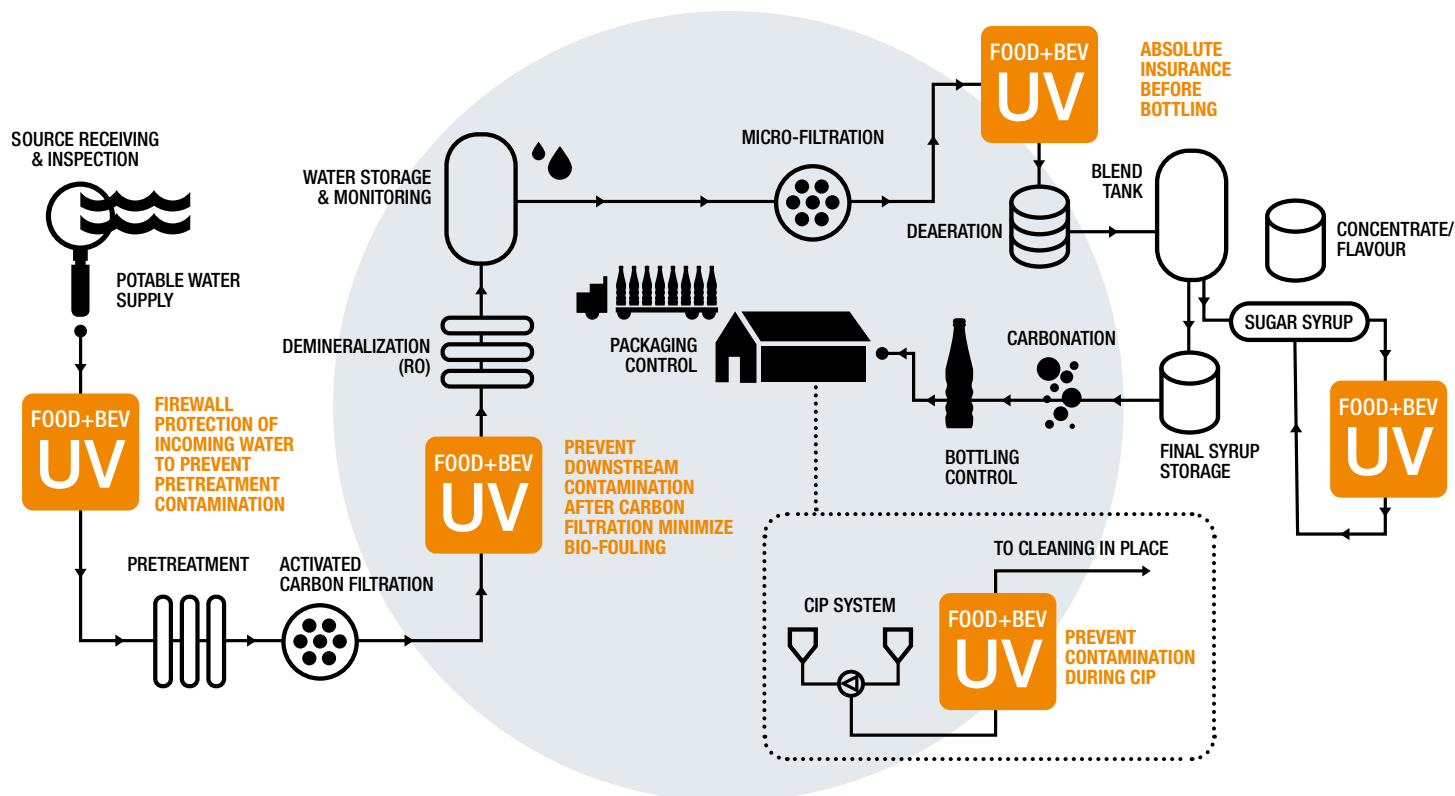 SOURCE RECEIVING
& INSPECTION
POTABLE WATER
SUPPLY
FOOD+BEV
UV
FIREWALL
PROTECTION OF
INCOMING WATER
TO PREVENT
PRETREATMENT
CONTAMINATION
PRETREATMENT
ACTIVATED
CARBON FILTRATION
FOOD+BEV
UV
PREVENT
DOWNSTREAM
CONTAMINATION
AFTER CARBON
FILTRATION MINIMIZE
BIO-FOULING
DEMINERALIZATION
(RO)
WATER STORAGE
& MONITORING
MICRO-FILTRATION
FOOD+BEV
UV
ABSOLUTE
INSURANCE
BEFORE
BOTTLING
DEAERATION
BLEND
TANK
CONCENTRATE/
FLAVOUR
SUGAR SYRUP
FOOD+BEV
UV
FINAL SYRUP
STORAGE
CARBONATION
BOTTLING
CONTROL
PACKAGING
CONTROL
TO CLEANING IN PLACE
CIP SYSTEM
FOOD+BEV
UV
PREVENT
CONTAMINATION
DURING CIP